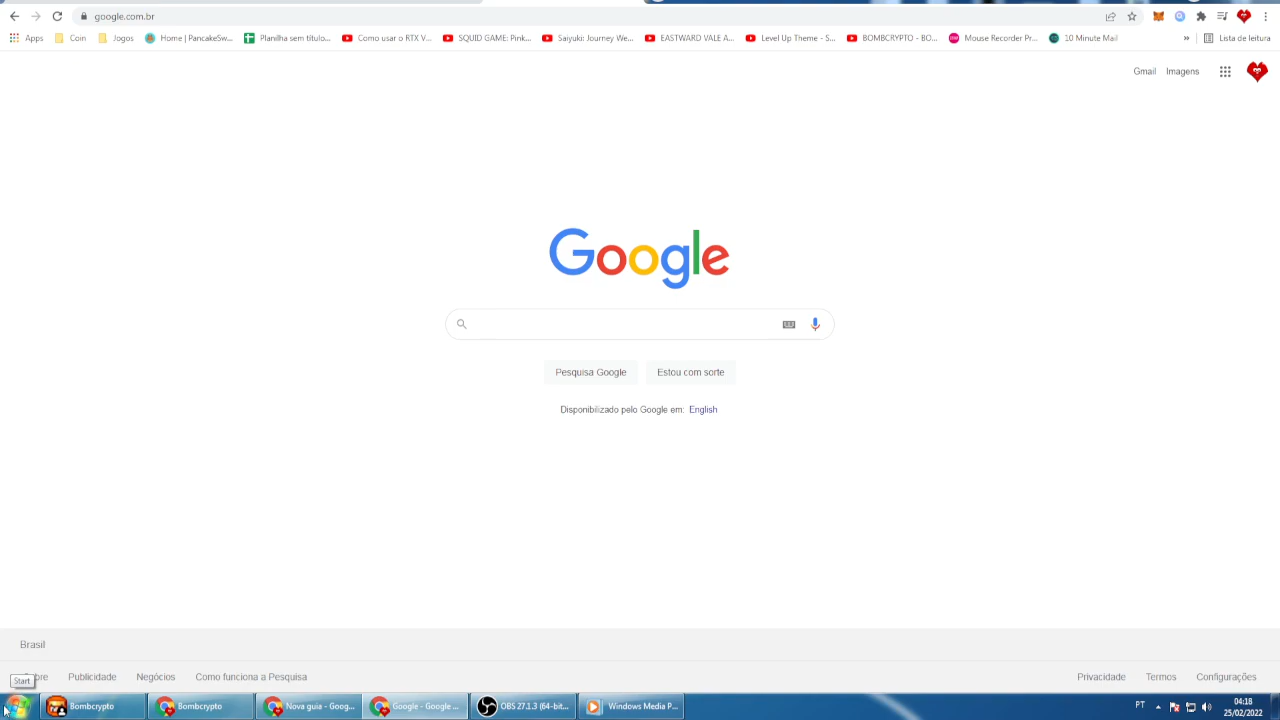 google.com.br
Apps
Coin
Jogos
Home | PancakeSw...
Planilha sem título...
Como usar o RTX V...
SQUID GAME: Pink...
Saiyuki: Journey We...
EASTWARD VALE A...
Level Up Theme - S...
BOMBCRYPTO - BO...
Mouse Recorder Pr...
10 Minute Mail
»
Lista de leitura
Gmail
Imagens
Google
Pesquisa Google
Estou com sorte
Disponibilizado pelo Google em: English
Brasil
Publicidade
Negócios
Como funciona a Pesquisa
Privacidade
Termos
Configurações
Start
Bombcrypto
Bombcrypto
Nova guia - Goog...
Google - Google ...
OBS 27.1.3 (64-bit...
Windows Media P...
PT
04:18
25/02/2022